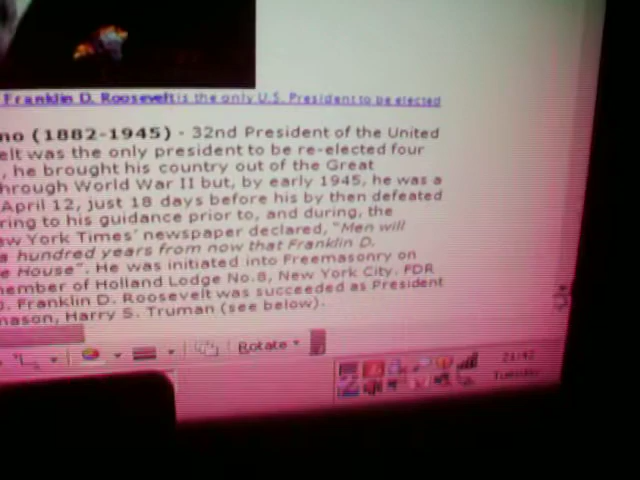 Franklin D. Roosevelt is the only U.S. President to be elected
no (1882-1945) - 32nd President of the United
elt was the only president to be re-elected four
, he brought his country out of the Great
hrough World War II but, by early 1945, he was a
April 12, just 18 days before his by then defeated
ring to his guidance prior to, and during, the
ew York Times' newspaper declared, "Men will
a hundred years from now that Franklin D.
e House". He was initiated into Freemasonry on
member of Holland Lodge No.8, New York City. FDR
. Franklin D. Roosevelt was succeeded as President
mason, Harry S. Truman (see below).
Rotate
21:42
Tuesday